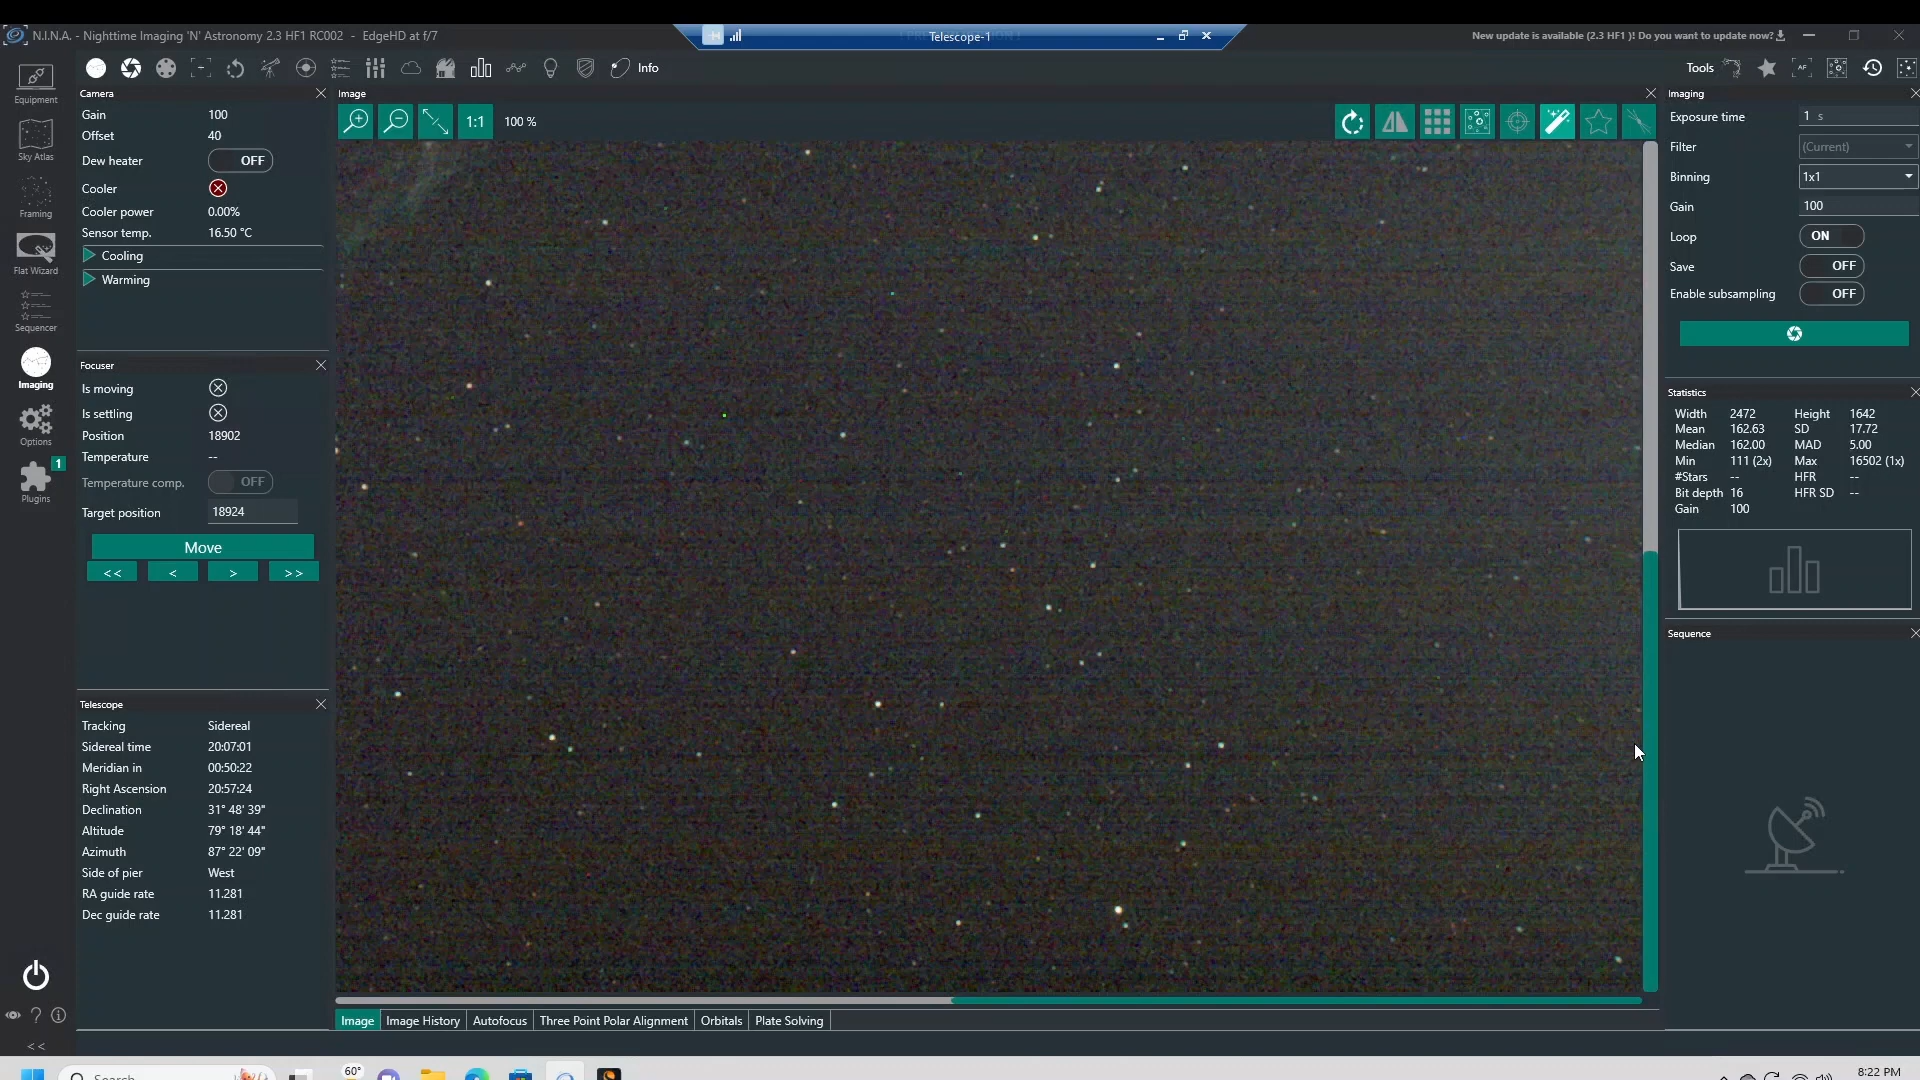 N.I.N.A. - Nighttime Imaging 'N' Astronomy 2.3 HF1 RC002 - EdgeHD at f/7
Telescope-1
New update is available (2.3 HF1 )! Do you want to update now?
Info
Tools
AF
Equipment
Sky Atlas
Framing
Flat Wizard
Sequencer
Imaging
Options
1
Plugins
<<
Camera
Gain 100
Offset 40
Dew heater OFF
Cooler
Cooler power 0.00%
Sensor temp. 16.50 °C
Cooling
Warming
Focuser
Is moving
Is settling
Position 18902
Temperature --
Temperature comp. OFF
Target position 18924
Move
<< < > >>
Telescope
Tracking Sidereal
Sidereal time 20:07:01
Meridian in 00:50:22
Right Ascension 20:57:24
Declination 31° 48' 39"
Altitude 79° 18' 44"
Azimuth 87° 22' 09"
Side of pier West
RA guide rate 11.281
Dec guide rate 11.281
Image
1:1 100 %
Image Image History Autofocus Three Point Polar Alignment Orbitals Plate Solving
Imaging
Exposure time 1 s
Filter (Current)
Binning 1x1
Gain 100
Loop ON
Save OFF
Enable subsampling OFF
Statistics
Width 2472 Height 1642
Mean 162.63 SD 17.72
Median 162.00 MAD 5.00
Min 111 (2x) Max 16502 (1x)
#Stars -- HFR --
Bit depth 16 HFR SD --
Gain 100
Sequence
Search
60°
8:22 PM